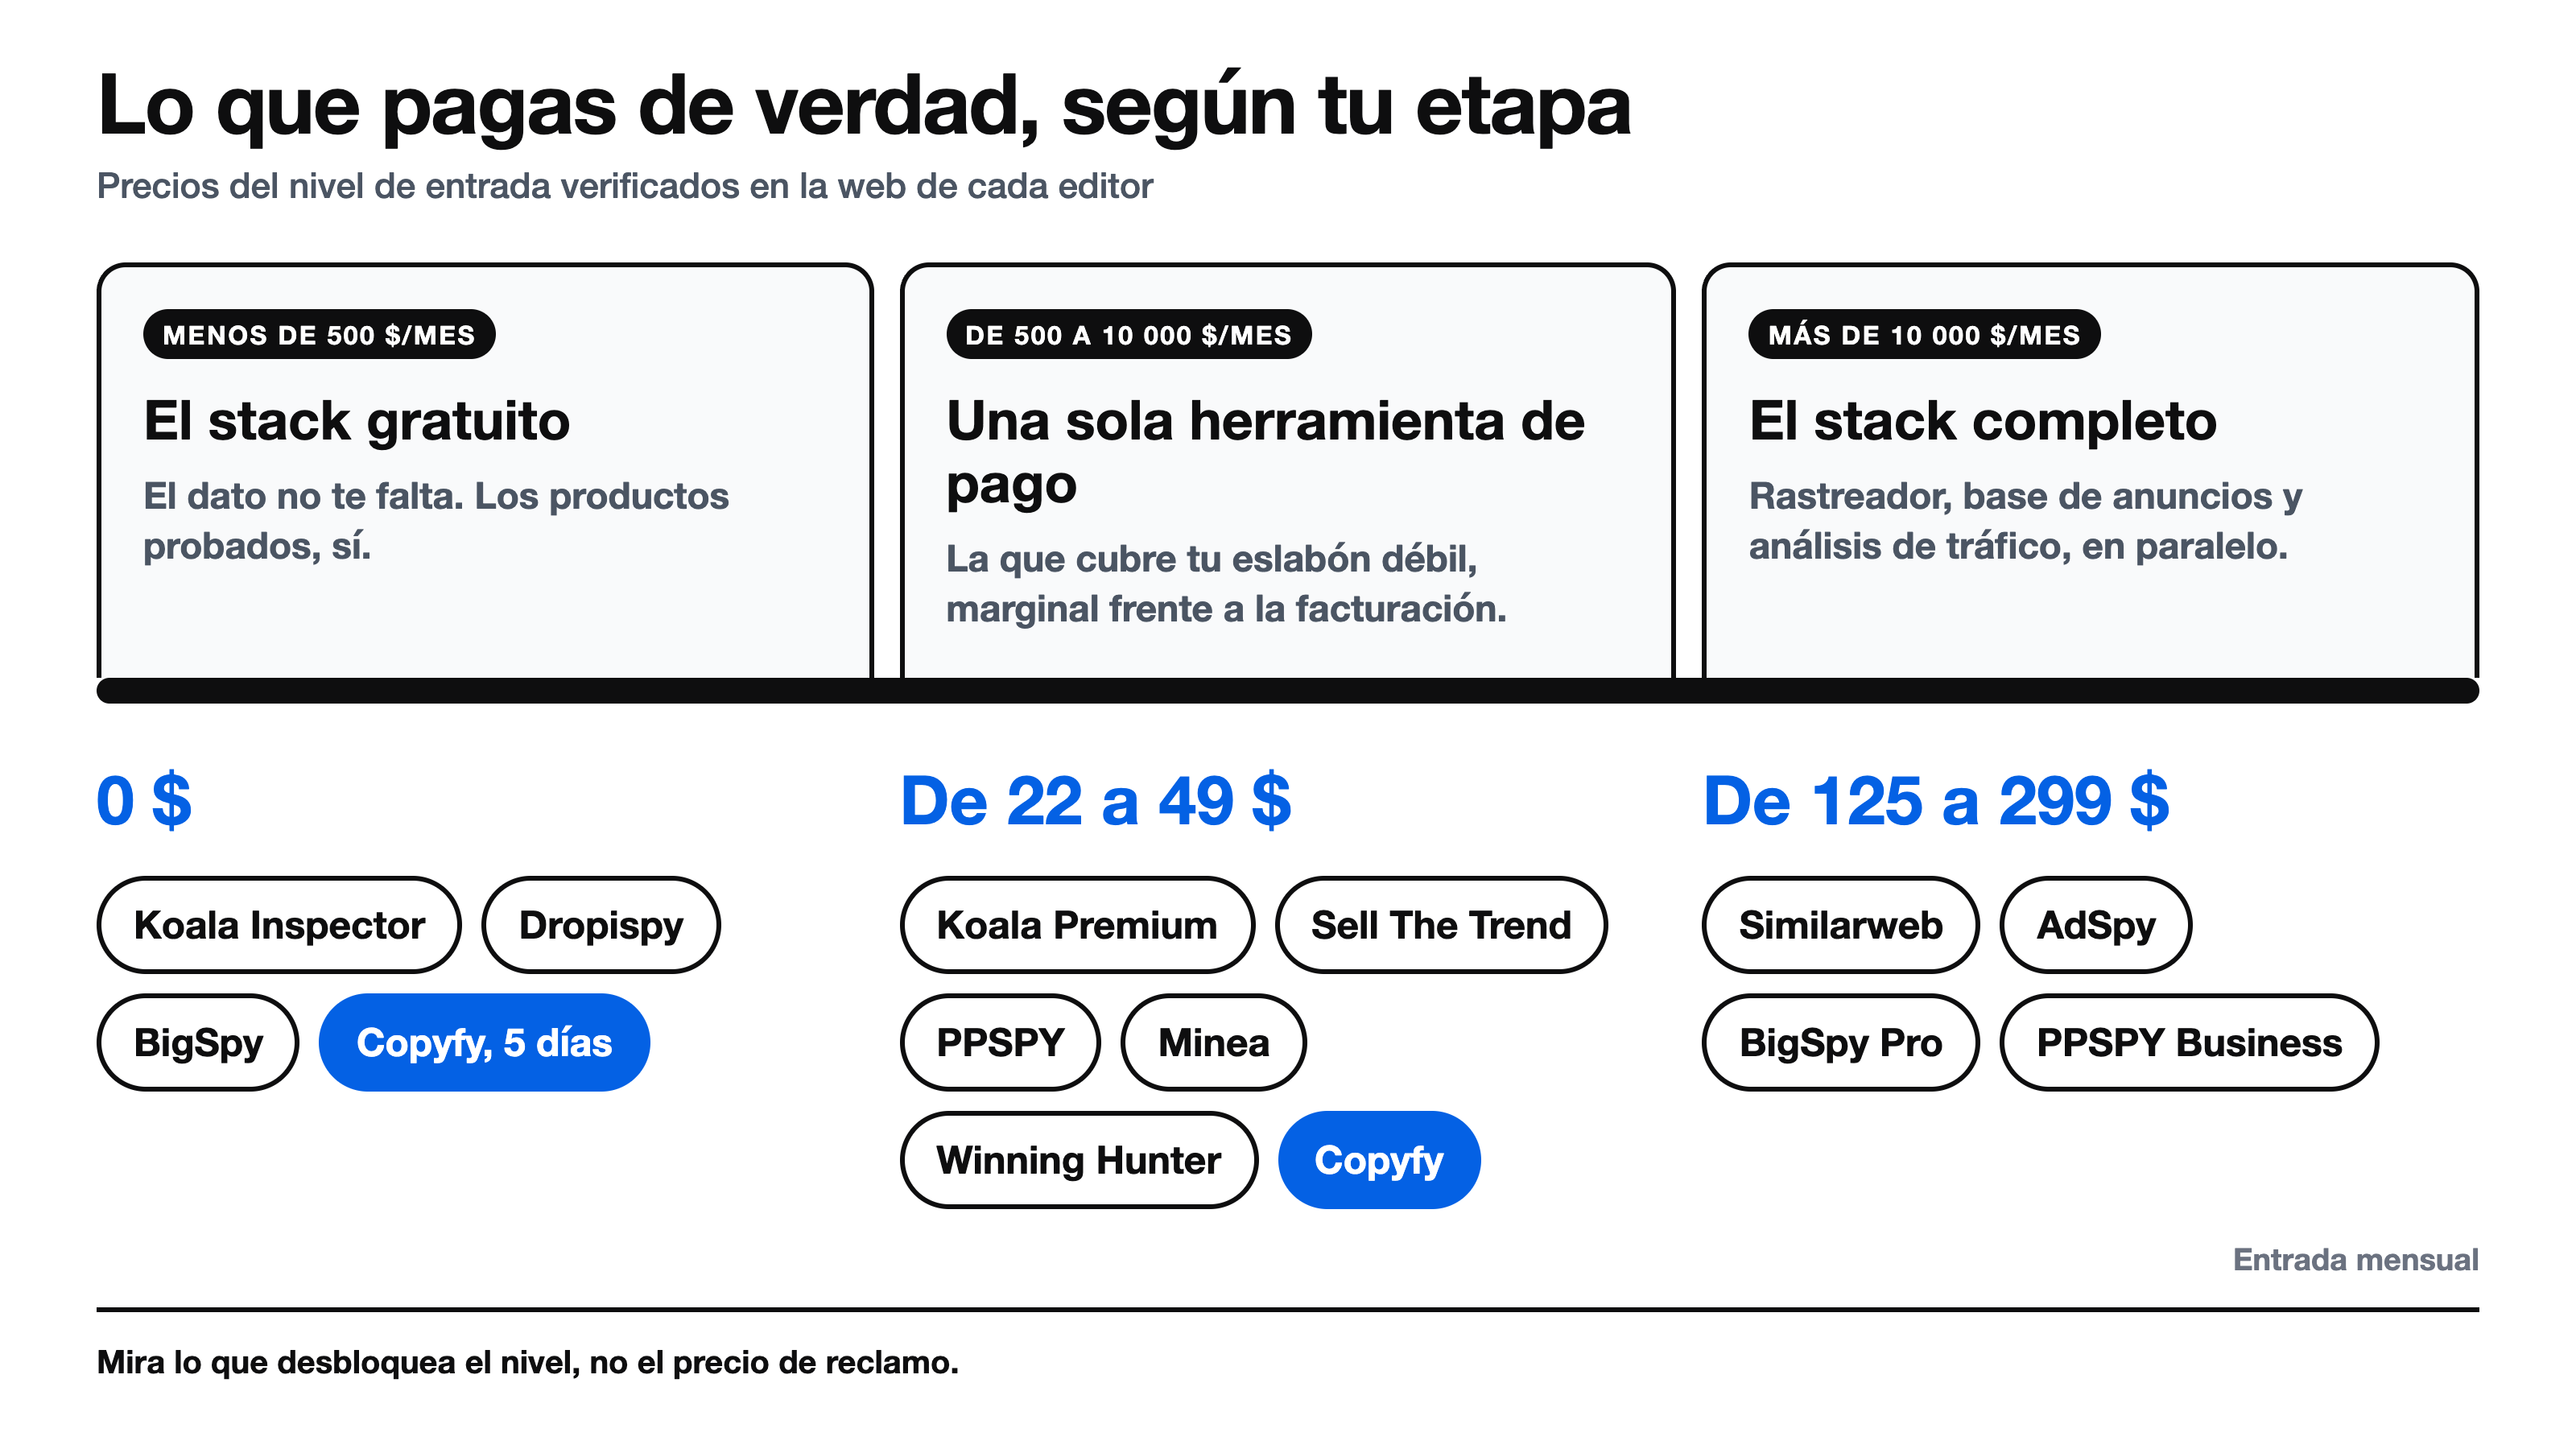 Lo que pagas de verdad, según tu etapa
Precios del nivel de entrada verificados en la web de cada editor
MENOS DE 500 $/MES
El stack gratuito
El dato no te falta. Los productos
probados, sí.
DE 500 A 10 000 $/MES
Una sola herramienta de
pago
La que cubre tu eslabón débil,
marginal frente a la facturación.
MÁS DE 10 000 $/MES
El stack completo
Rastreador, base de anuncios y
análisis de tráfico, en paralelo.
0 $
Koala Inspector
Dropispy
BigSpy
Copyfy, 5 días
De 22 a 49 $
Koala Premium
Sell The Trend
PPSPY
Minea
Winning Hunter
Copyfy
De 125 a 299 $
Similarweb
AdSpy
BigSpy Pro
PPSPY Business
Entrada mensual
Mira lo que desbloquea el nivel, no el precio de reclamo.